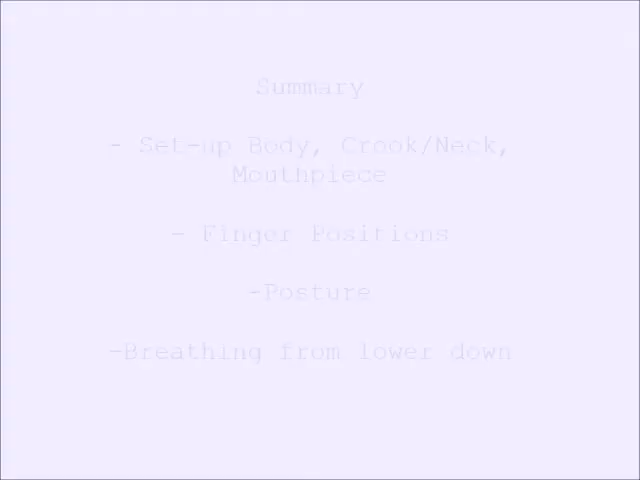 Summary
- Set-up Body, Crook/Neck,
Mouthpiece
- Finger Positions
-Posture
-Breathing from lower down